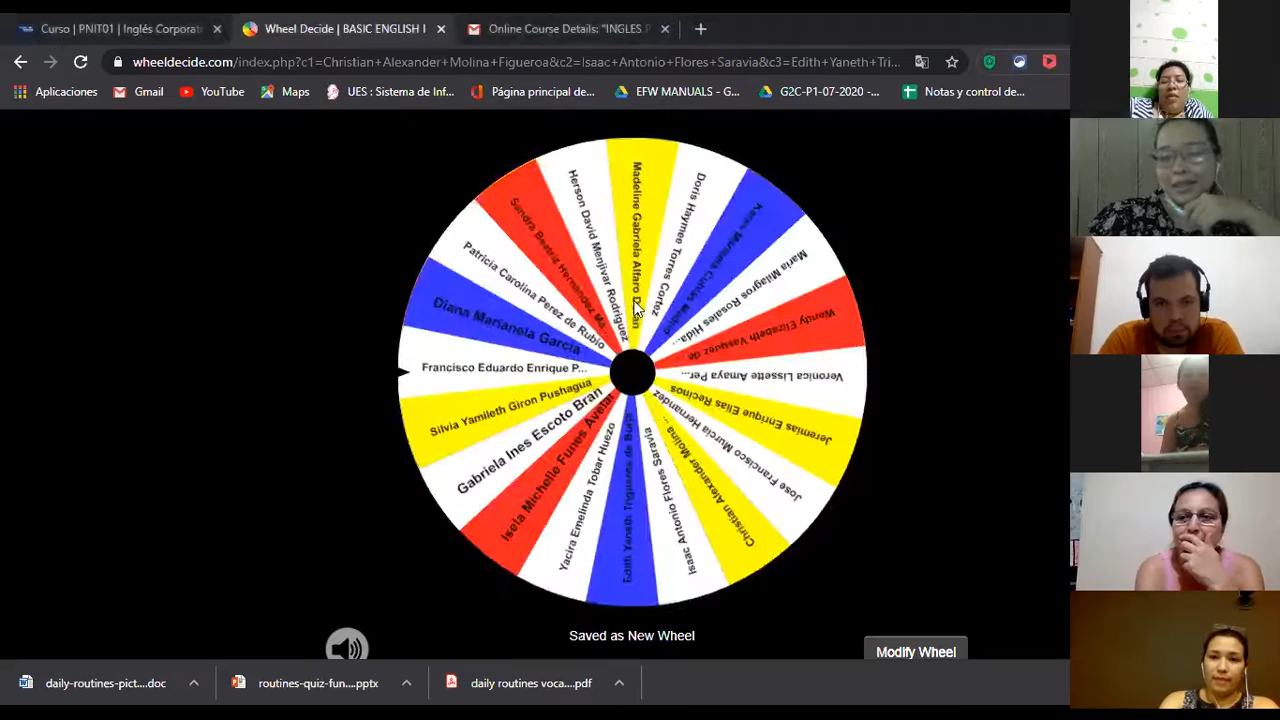 Curso | PNIT01 | Inglés Corporat
Wheel Decide | BASIC ENGLISH I
Online Course Details: "INGLES P
wheeldecide.com/index.php?c1=Christian+Alexander+Molina+Figueroa&c2=Isaac+Antonio+Flores+Saravia&c3=Edith+Yaneth+Tri...
Aplicaciones
Gmail
YouTube
Maps
UES : Sistema de Inf...
Página principal de...
EFW MANUALS - G...
G2C-P1-07-2020 -...
Notas y control de...
Madeline Gabriela Alfaro
Doris Haymee Torres Cortez
Maria Milagros Rosales Hida...
Wendy Elizabeth Vasquez de ...
Veronica Lissette Amaya Per...
Jeremias Enrique Elias Recinos
Jose Francisco Murcia Hernandez
Christian Alexander Molina ...
Isaac Antonio Flores Saravia
Edith Yaneth
Yacira Emelinda Tobar Huezo
Isela Michelle Funes Avelar
Gabriela Ines Escoto Bran
Silvia Yamileth Giron Pushagua
Francisco Eduardo Enrique P...
Diana Marianela Garcia
Patricia Carolina Perez de Rubio
Sandra Beatriz Hernandez Ma...
Herson David Menjivar Rodriguez
Saved as New Wheel
Modify Wheel
daily-routines-pict....doc
routines-quiz-fun....pptx
daily routines voca....pdf